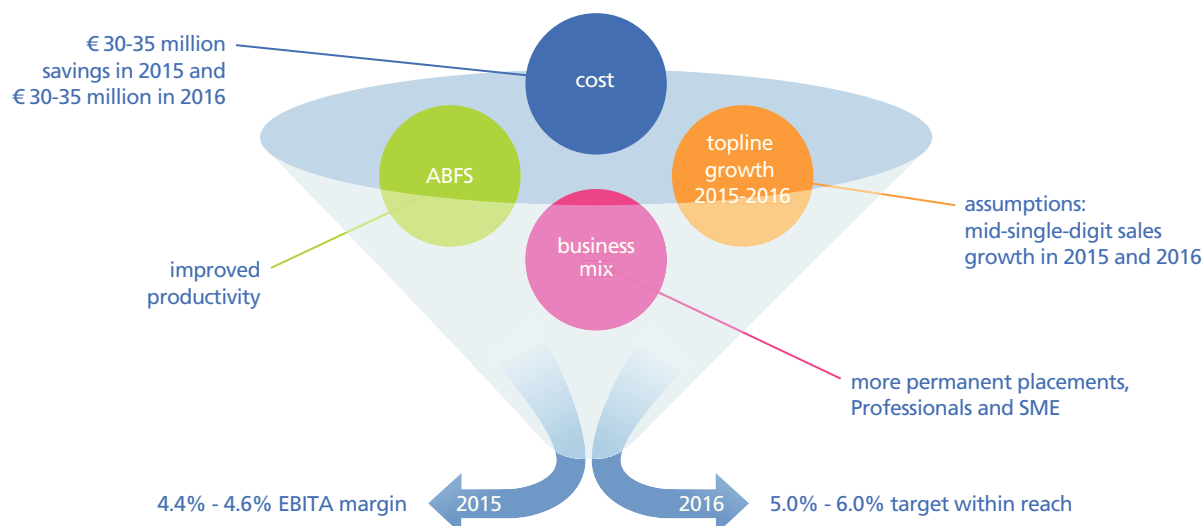 € 30-35 million
savings in 2015 and
€ 30-35 million in 2016
cost
ABFS
topline
growth
2015-2016
business
mix
assumptions:
mid-single-digit sales
growth in 2015 and 2016
improved
productivity
more permanent placements,
Professionals and SME
4.4% - 4.6% EBITA margin
2015
2016
5.0% - 6.0% target within reach